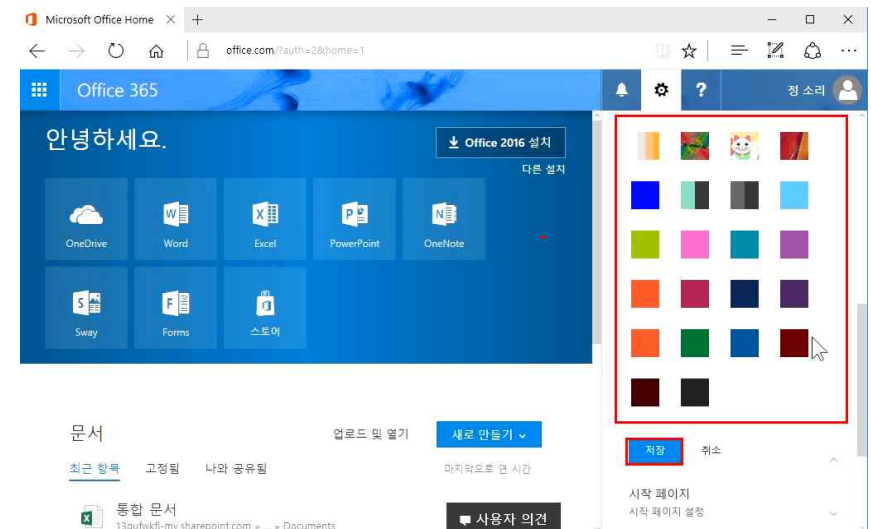 Microsoft Office Home
office.com/?auth=2&home=1
Office 365
정 소리
안녕하세요.
Office 2016 설치
다른 설치
OneDrive
Word
Excel
PowerPoint
OneNote
Sway
Forms
스토어
문서
업로드 및 열기
새로 만들기
최근 항목
고정됨
나와 공유됨
마지막으로 연 시간
통합 문서
sharepoint.com » ... » Documents
사용자 의견
저장
취소
시작 페이지
시작 페이지 설정